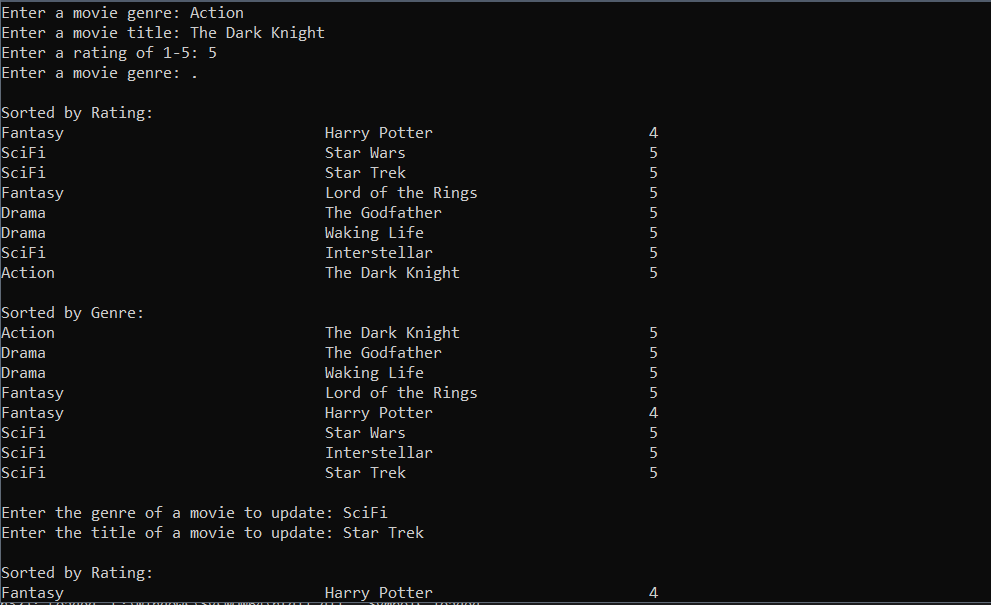 Enter a movie genre: Action
Enter a movie title: The Dark Knight
Enter a rating of 1-5: 5
Enter a movie genre: .

Sorted by Rating:
Fantasy Harry Potter 4
SciFi Star Wars 5
SciFi Star Trek 5
Fantasy Lord of the Rings 5
Drama The Godfather 5
Drama Waking Life 5
SciFi Interstellar 5
Action The Dark Knight 5

Sorted by Genre:
Action The Dark Knight 5
Drama The Godfather 5
Drama Waking Life 5
Fantasy Lord of the Rings 5
Fantasy Harry Potter 4
SciFi Star Wars 5
SciFi Interstellar 5
SciFi Star Trek 5

Enter the genre of a movie to update: SciFi
Enter the title of a movie to update: Star Trek

Sorted by Rating:
Fantasy Harry Potter 4